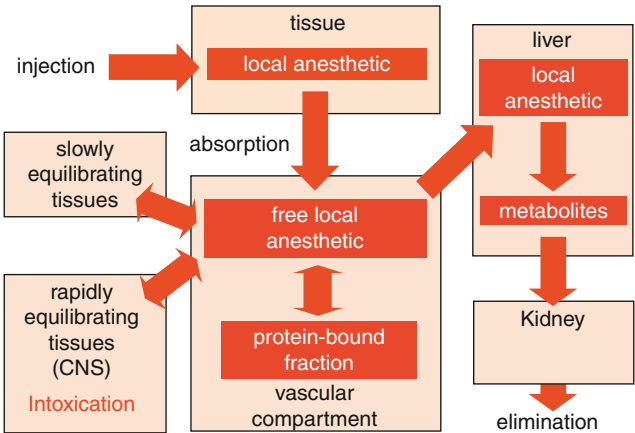 tissue
injection
local anesthetic
absorption
liver
local
anesthetic
metabolites
slowly
equilibrating
tissues
free local
anesthetic
rapidly
equilibrating
tissues
(CNS)
Intoxication
protein-bound
fraction
vascular
compartment
Kidney
elimination